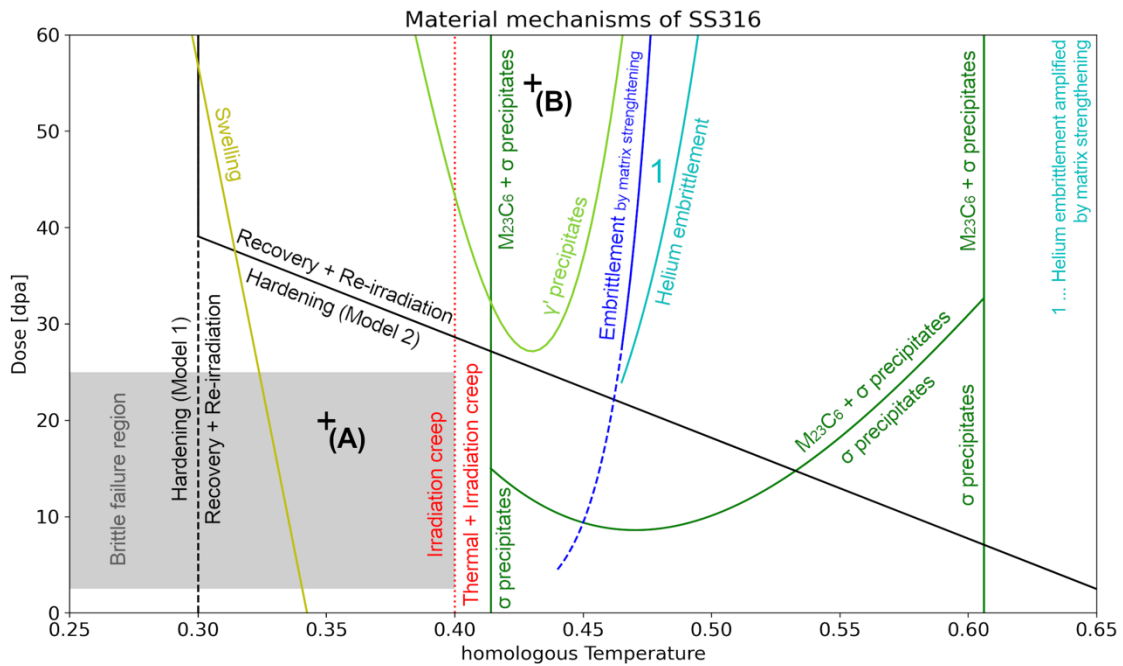 Material mechanisms of SS316
Dose [dpa]
60
50
40
30
20
10
0
Swelling
Recovery + Re-irradiation
Hardening (Model 2)
Hardening (Model 1)
Recovery + Re-irradiation
Brittle failure region
+
(A)
Irradiation creep
Thermal + Irradiation creep
+
(B)
M23C6 + σ precipitates
σ precipitates
γ' precipitates
Embrittlement by matrix strenghtening
1
Helium embrittlement
M23C6 + σ precipitates
σ precipitates
M23C6 + σ precipitates
σ precipitates
1 ... Helium embrittlement amplified
by matrix strengthening
0.25
0.30
0.35
0.40
0.45
0.50
0.55
0.60
0.65
homologous Temperature